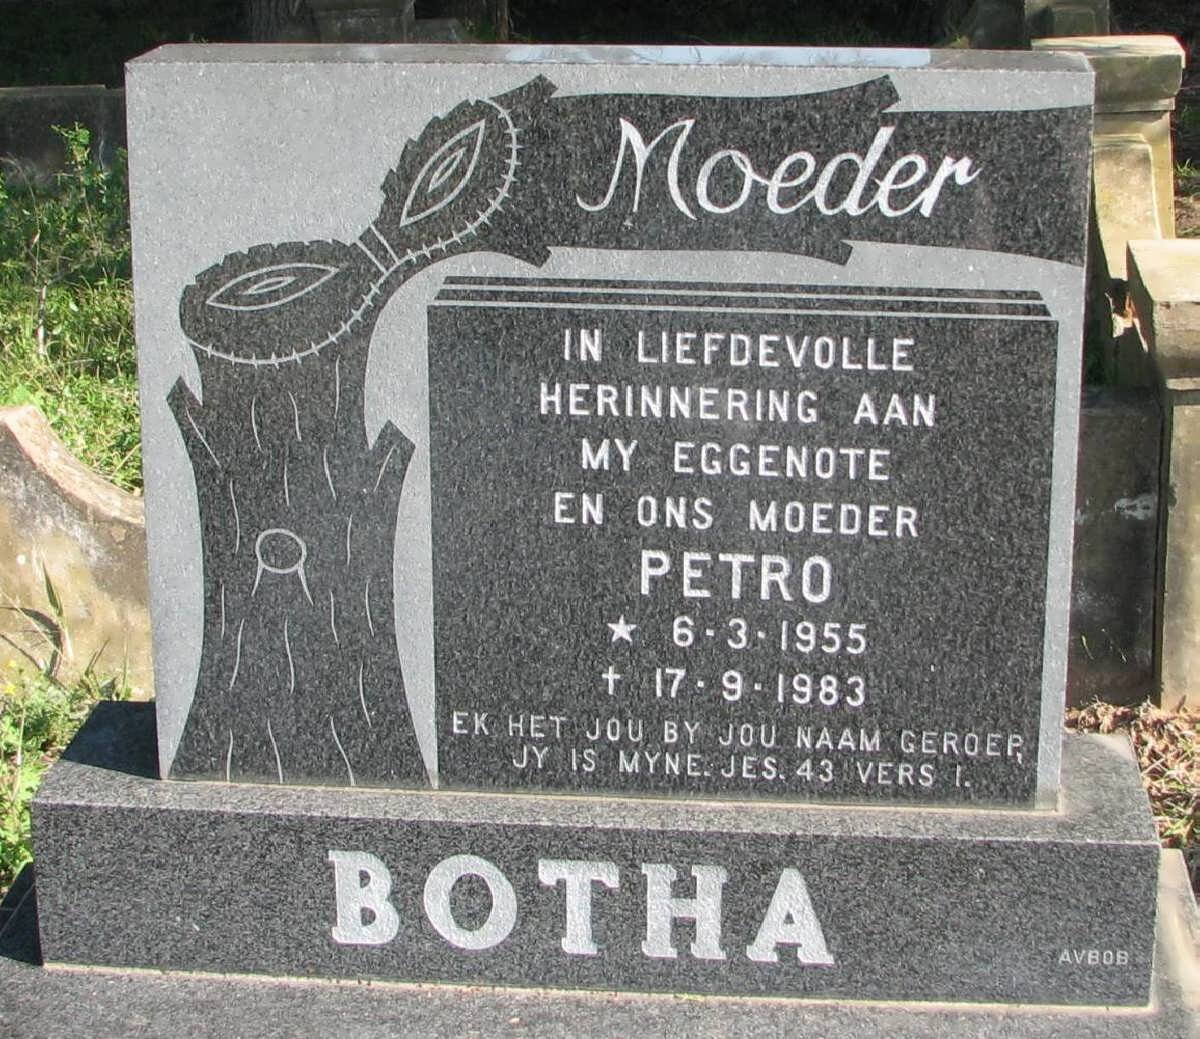 Moeder
IN LIEFDEVOLLE
HERINNERING AAN
MY EGGENOTE
EN ONS MOEDER
PETRO
★ 6-3-1955
† 17-9-1983
EK HET JOU BY JOU NAAM GEROEP,
JY IS MYNE. JES. 43 VERS 1.
BOTHA
AVBOB